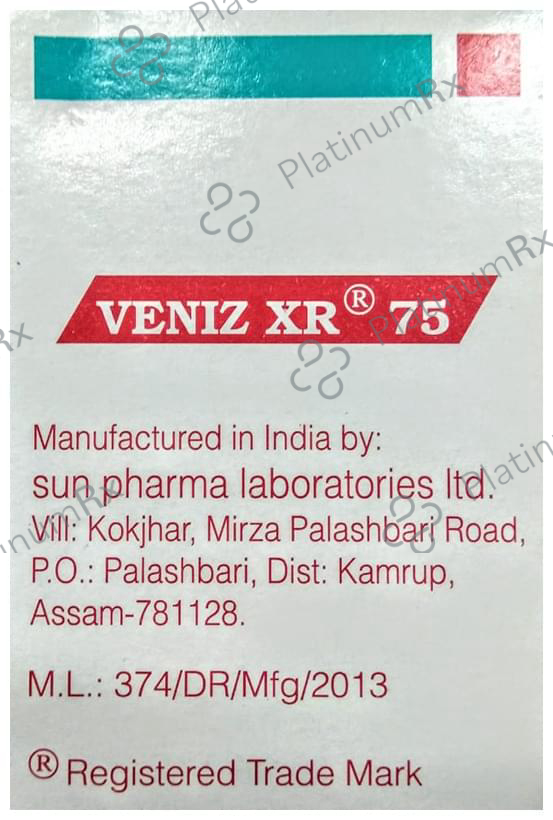 PlatinumRx
VENIZ XR® 75
Manufactured in India by:
sun pharma laboratories ltd.
Vill: Kokjhar, Mirza Palashbari Road,
P.O.: Palashbari, Dist: Kamrup,
Assam-781128.
M.L.: 374/DR/Mfg/2013
® Registered Trade Mark